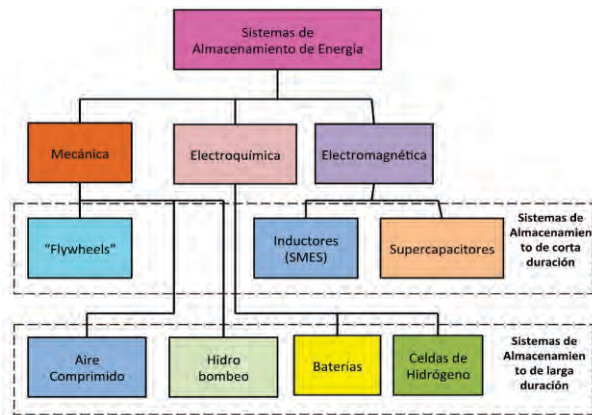 Sistemas de
Almacenamiento de Energía
Mecánica
Electroquímica
Electromagnética
"Flywheels"
Inductores
(SMES)
Supercapacitores
Sistemas de
Almacenamien
to de corta
duración
Aire
Comprimido
Hidro
bombeo
Baterías
Celdas de
Hidrógeno
Sistemas de
Almacenamien
to de larga
duración